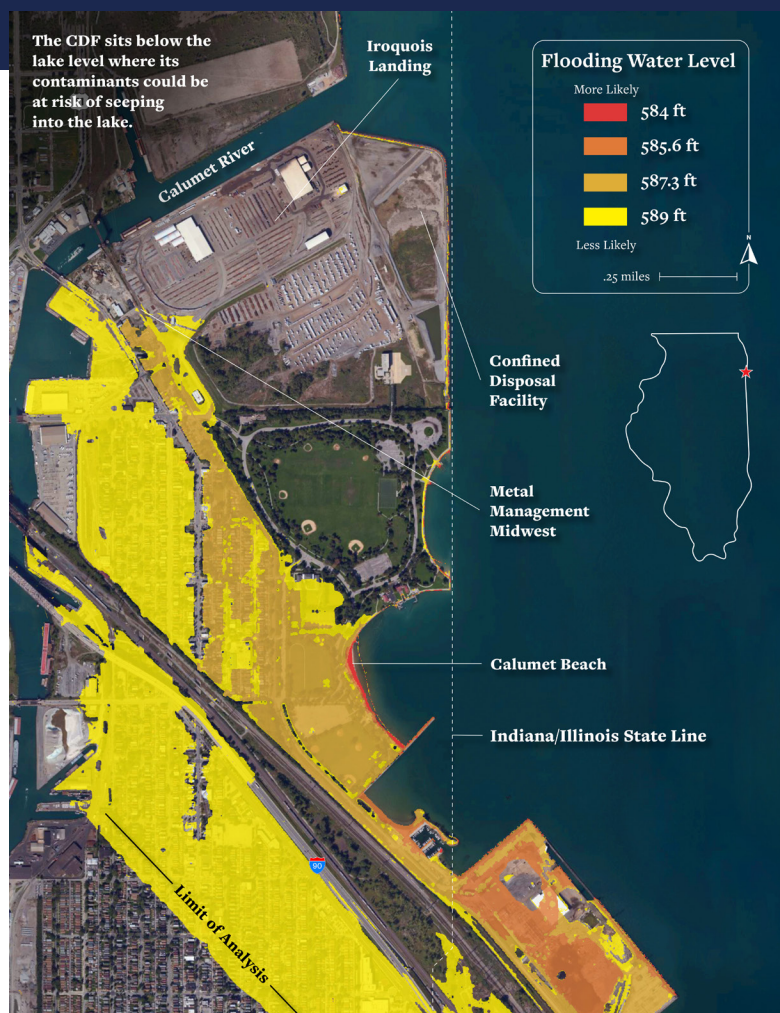 The CDF sits below the
lake level where its
contaminants could be
at risk of seeping
into the lake.
Iroquois
Landing
Calumet River
Flooding Water Level
More Likely
584 ft
585.6 ft
587.3 ft
589 ft
Less Likely
N
.25 miles
Confined
Disposal
Facility
Metal
Management
Midwest
Calumet Beach
Indiana/Illinois State Line
90
Limit of Analysis